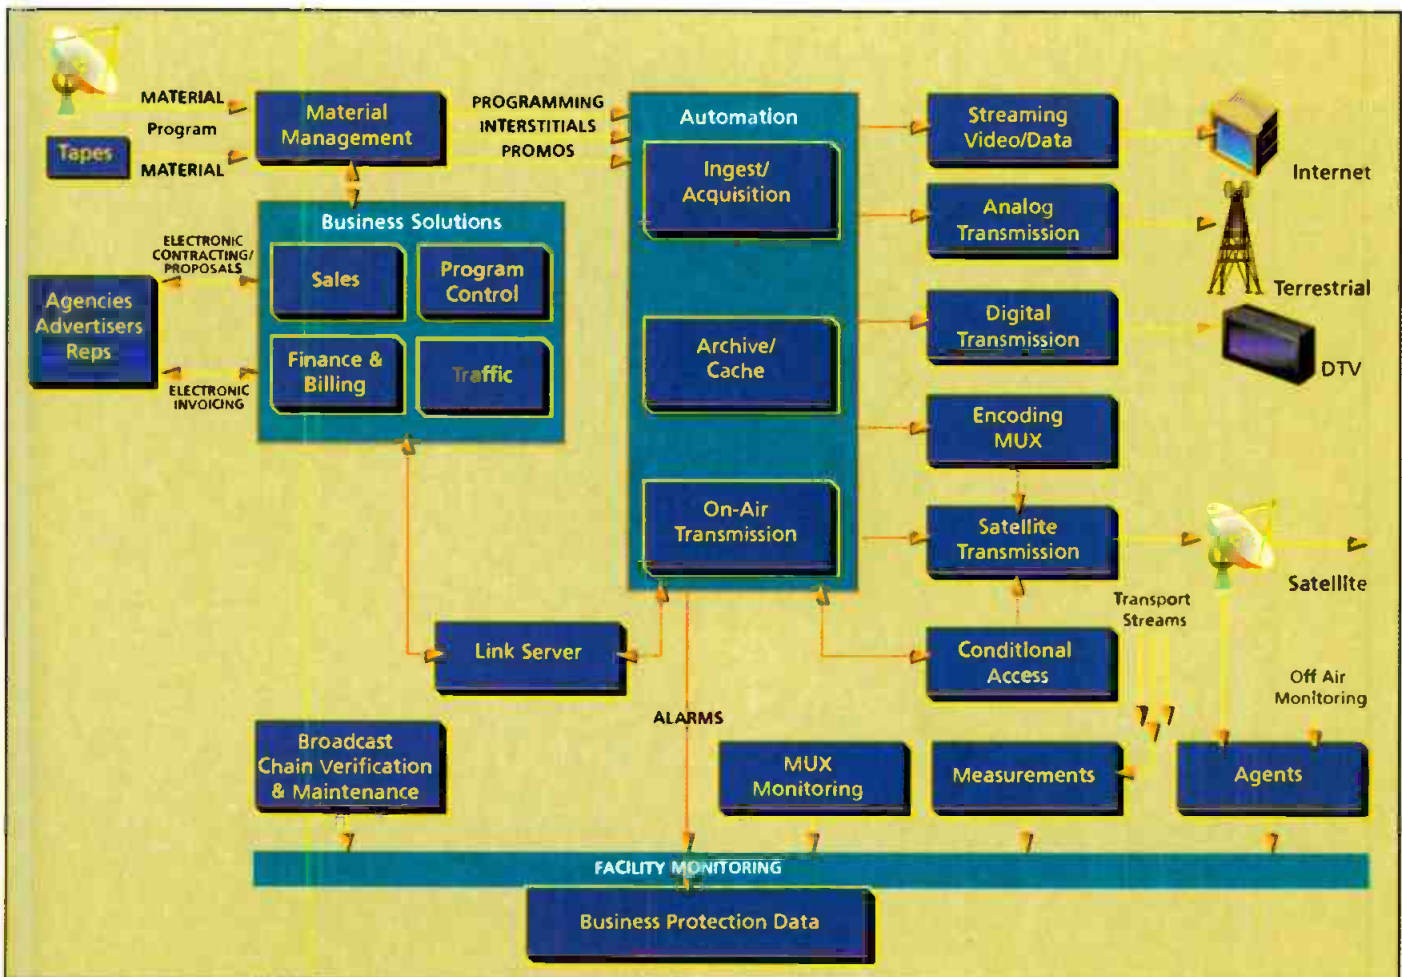 MATERIAL
Program
Tapes
MATERIAL
Material
Management
PROGRAMMING
INTERSTITIALS
PROMOS
Automation
Ingest/
Acquisition
Archive/
Cache
On-Air
Transmission
Streaming
Video/Data
Internet
Analog
Transmission
Terrestrial
Digital
Transmission
DTV
Encoding
MUX
Satellite
Transmission
Satellite
Business Solutions
Sales
Program
Control
Finance &
Billing
Traffic
ELECTRONIC
CONTRACTING/
PROPOSALS
Agencies
Advertisers
Reps
ELECTRONIC
INVOICING
Link Server
Conditional
Access
Transport
Streams
Off Air
Monitoring
ALARMS
Broadcast
Chain Verification
& Maintenance
MUX
Monitoring
Measurements
Agents
FACILITY MONITORING
Business Protection Data